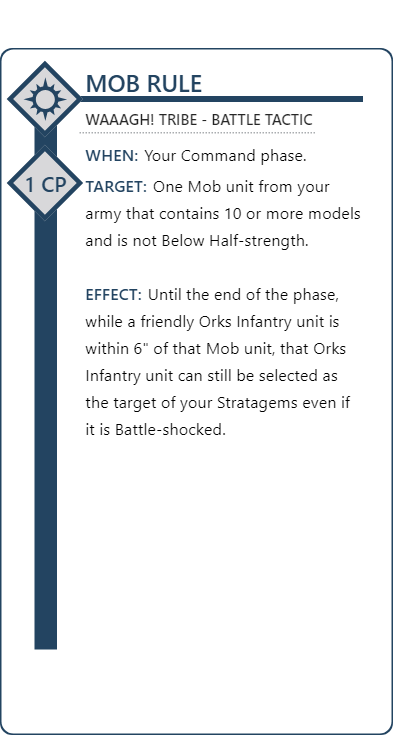 MOB RULE
WAAAGH! TRIBE - BATTLE TACTIC
WHEN: Your Command phase.
1 CP
TARGET: One Mob unit from your
army that contains 10 or more models
and is not Below Half-strength.
EFFECT: Until the end of the phase,
while a friendly Orks Infantry unit is
within 6" of that Mob unit, that Orks
Infantry unit can still be selected as
the target of your Stratagems even if
it is Battle-shocked.